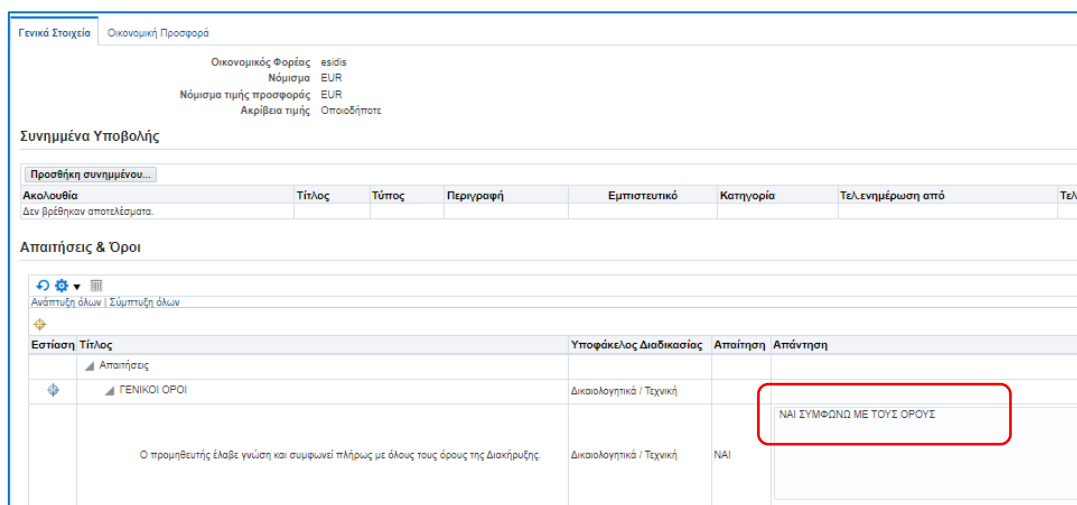 Γενικά Στοιχεία Οικονομική Προσφορά
Οικονομικός Φορέας esidis
Νόμισμα EUR
Νόμισμα τιμής προσφοράς EUR
Ακρίβεια τιμής Οποιοδήποτε
Συνημμένα Υποβολής
Προσθήκη συνημμένου...
Ακολουθία Τίτλος Τύπος Περιγραφή Εμπιστευτικό Κατηγορία Τελ.ενημέρωση από Τελ
Δεν βρέθηκαν αποτελέσματα.
Απαιτήσεις & Όροι
Ανάπτυξη όλων | Σύμπτυξη όλων
Εστίαση Τίτλος Υποφάκελος Διαδικασίας Απαίτηση Απάντηση
Απαιτήσεις
ΓΕΝΙΚΟΙ ΟΡΟΙ Δικαιολογητικά / Τεχνική
ΝΑΙ ΣΥΜΦΩΝΩ ΜΕ ΤΟΥΣ ΟΡΟΥΣ
Ο προμηθευτής έλαβε γνώση και συμφωνεί πλήρως με όλους τους όρους της Διακήρυξης. Δικαιολογητικά / Τεχνική ΝΑΙ